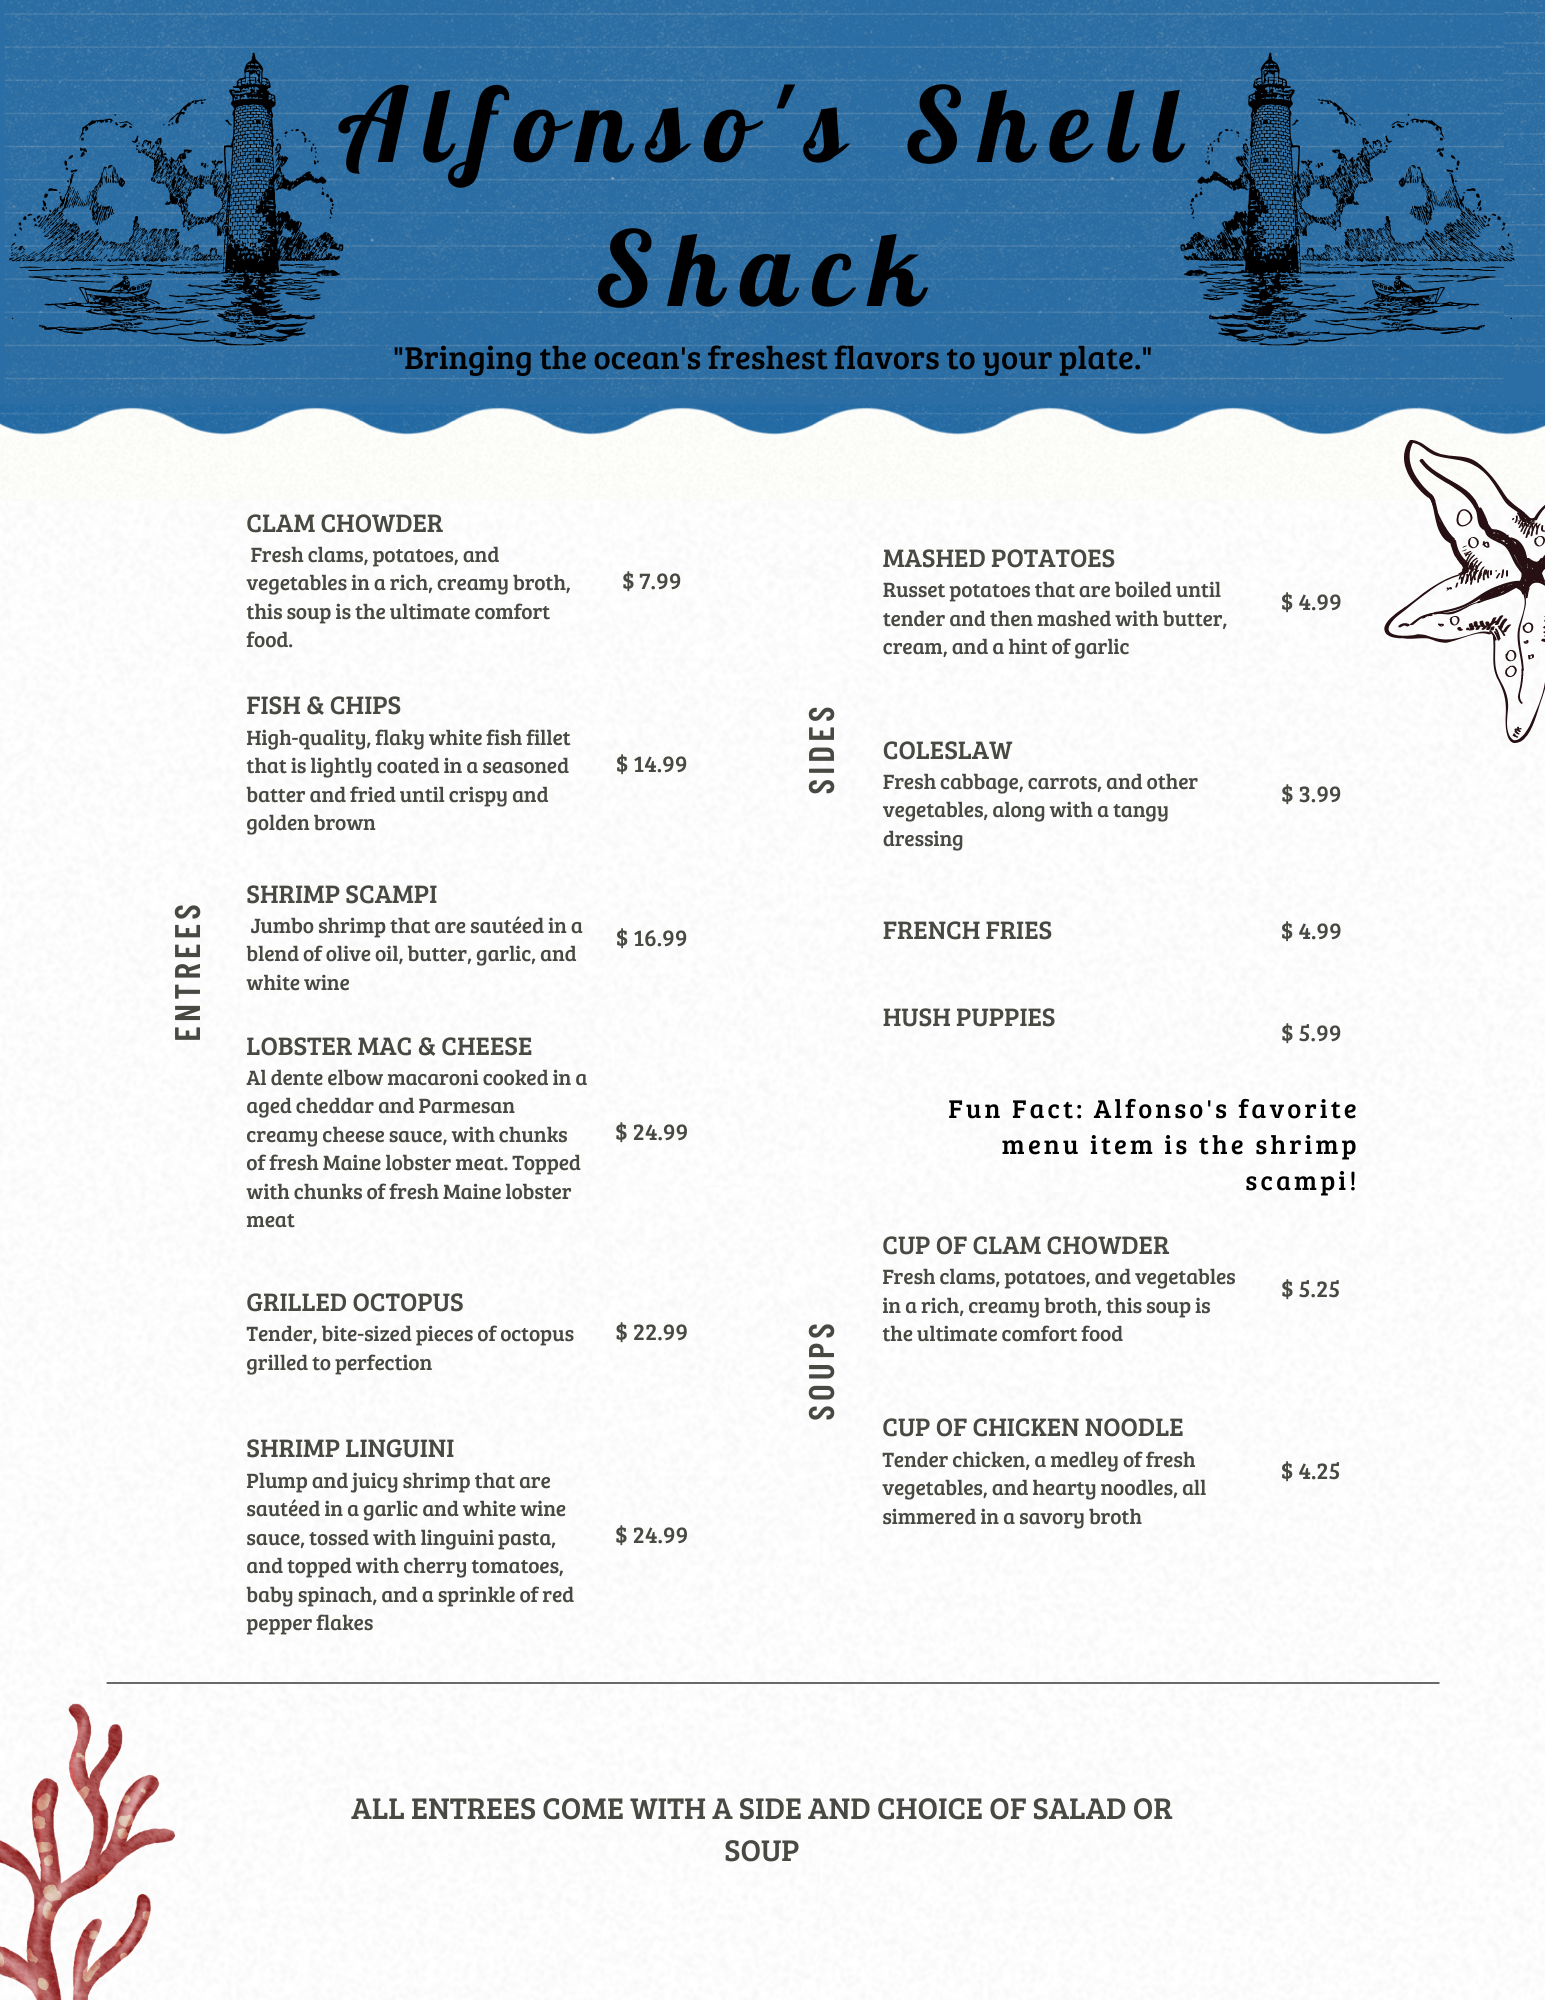 Alfonso's Shell
Shack
"Bringing the ocean's freshest flavors to your plate."
ENTREES
CLAM CHOWDER
Fresh clams, potatoes, and
vegetables in a rich, creamy broth,
this soup is the ultimate comfort
food.
$ 7.99
FISH & CHIPS
High-quality, flaky white fish fillet
that is lightly coated in a seasoned
batter and fried until crispy and
golden brown
$ 14.99
SHRIMP SCAMPI
Jumbo shrimp that are sautéed in a
blend of olive oil, butter, garlic, and
white wine
$ 16.99
LOBSTER MAC & CHEESE
Al dente elbow macaroni cooked in a
aged cheddar and Parmesan
creamy cheese sauce, with chunks
of fresh Maine lobster meat. Topped
with chunks of fresh Maine lobster
meat
$ 24.99
GRILLED OCTOPUS
Tender, bite-sized pieces of octopus
grilled to perfection
$ 22.99
SHRIMP LINGUINI
Plump and juicy shrimp that are
sautéed in a garlic and white wine
sauce, tossed with linguini pasta,
and topped with cherry tomatoes,
baby spinach, and a sprinkle of red
pepper flakes
$ 24.99
SIDES
MASHED POTATOES
Russet potatoes that are boiled until
tender and then mashed with butter,
cream, and a hint of garlic
$ 4.99
COLESLAW
Fresh cabbage, carrots, and other
vegetables, along with a tangy
dressing
$ 3.99
FRENCH FRIES
$ 4.99
HUSH PUPPIES
$ 5.99
Fun Fact: Alfonso's favorite
menu item is the shrimp
scampi!
SOUPS
CUP OF CLAM CHOWDER
Fresh clams, potatoes, and vegetables
in a rich, creamy broth, this soup is
the ultimate comfort food
$ 5.25
CUP OF CHICKEN NOODLE
Tender chicken, a medley of fresh
vegetables, and hearty noodles, all
simmered in a savory broth
$ 4.25
ALL ENTREES COME WITH A SIDE AND CHOICE OF SALAD OR
SOUP